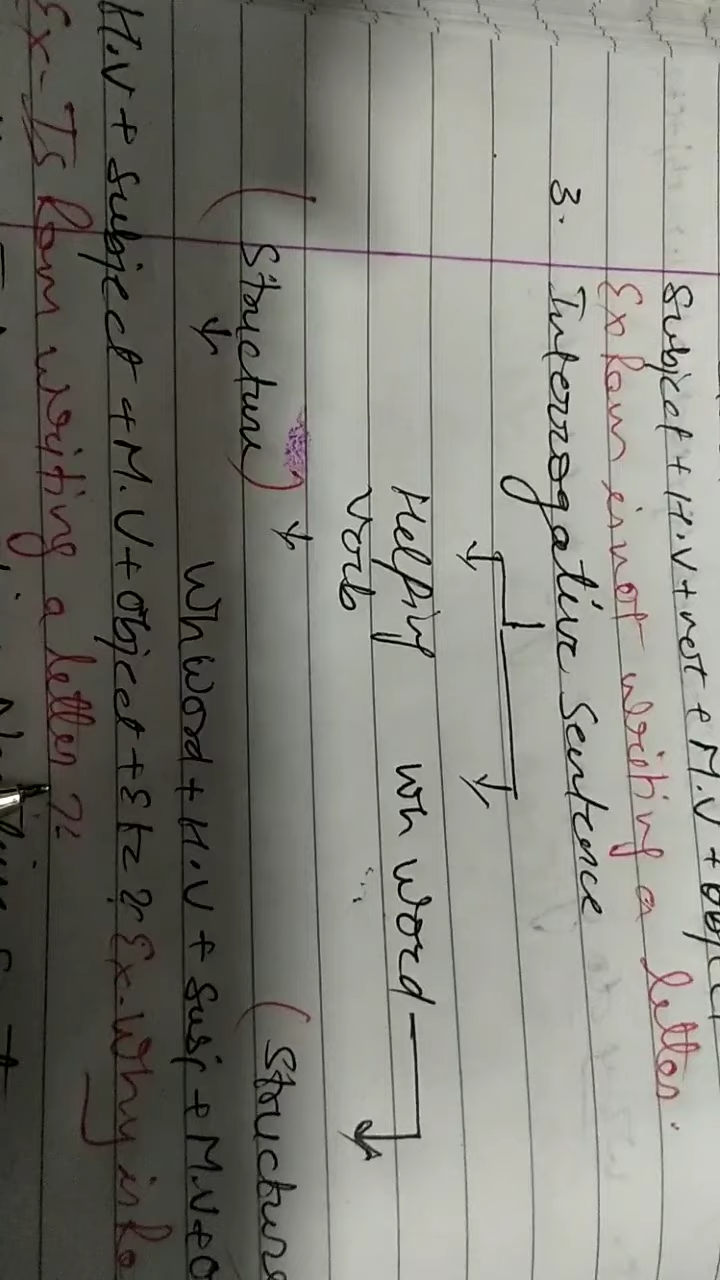 Subject + H.V + not + M.V + Object
Ex Ram is not writing a letter.
3. Interrogative Sentence
Helping Wh word
Verb
(Structure) (Structure
Wh word + H.V + Subj + M.V + O
H.V + Subject + M.V + Object + Etc ? Ex. Why is Ra
Ex - Is Ram writing a letter ?